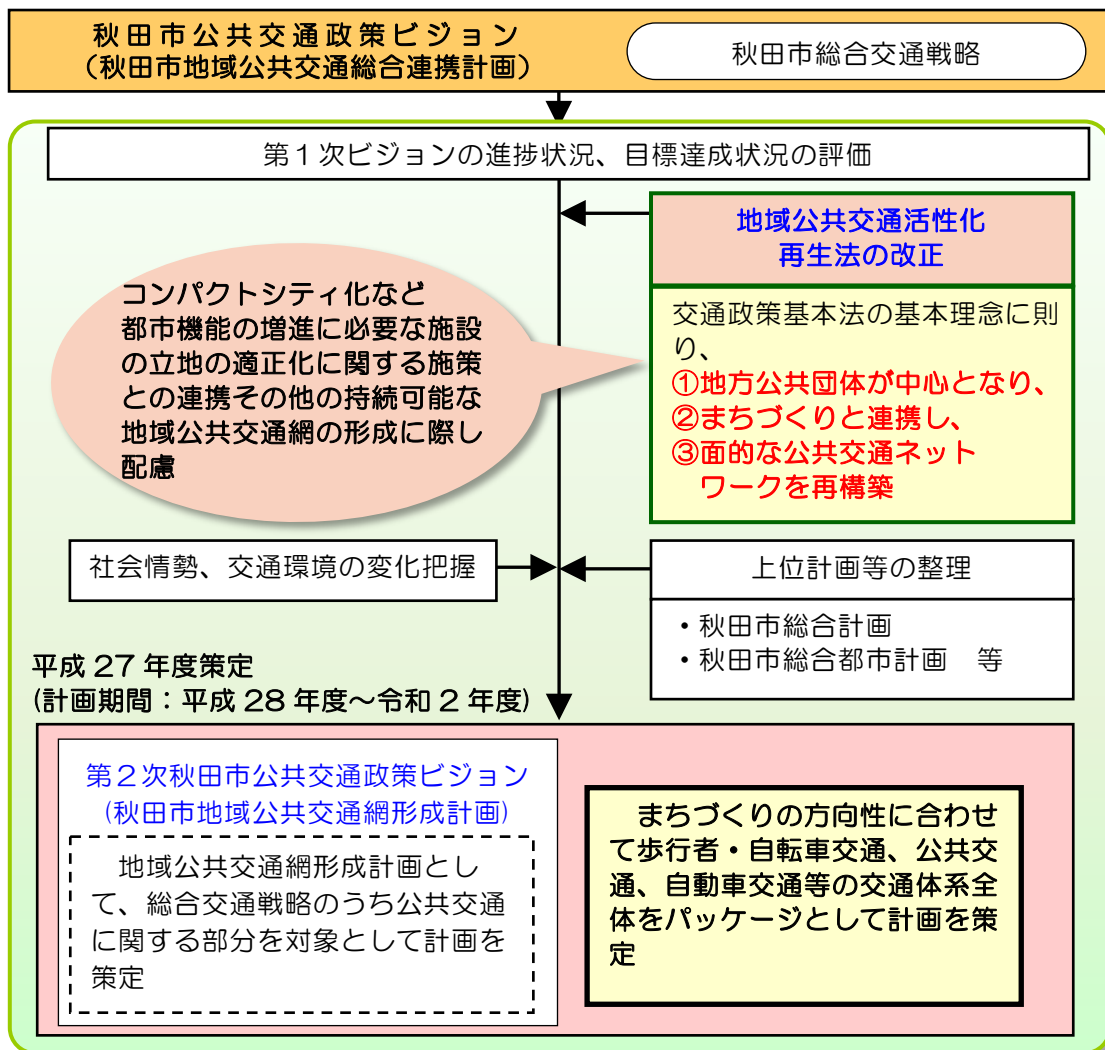 秋田市公共交通政策ビジョン
（秋田市地域公共交通総合連携計画）
秋田市総合交通戦略
第１次ビジョンの進捗状況、目標達成状況の評価
地域公共交通活性化
再生法の改正
コンパクトシティ化など
都市機能の増進に必要な施設
の立地の適正化に関する施策
との連携その他の持続可能な
地域公共交通網の形成に際し
配慮
交通政策基本法の基本理念に則
り、
①地方公共団体が中心となり、
②まちづくりと連携し、
③面的な公共交通ネット
ワークを再構築
社会情勢、交通環境の変化把握
上位計画等の整理
・秋田市総合計画
・秋田市総合都市計画　等
平成 27 年度策定
(計画期間：平成 28 年度～令和 2 年度)
第２次秋田市公共交通政策ビジョン
(秋田市地域公共交通網形成計画)
地域公共交通網形成計画とし
て、総合交通戦略のうち公共交通
に関する部分を対象として計画を
策定
まちづくりの方向性に合わせ
て歩行者・自転車交通、公共交
通、自動車交通等の交通体系全
体をパッケージとして計画を策
定